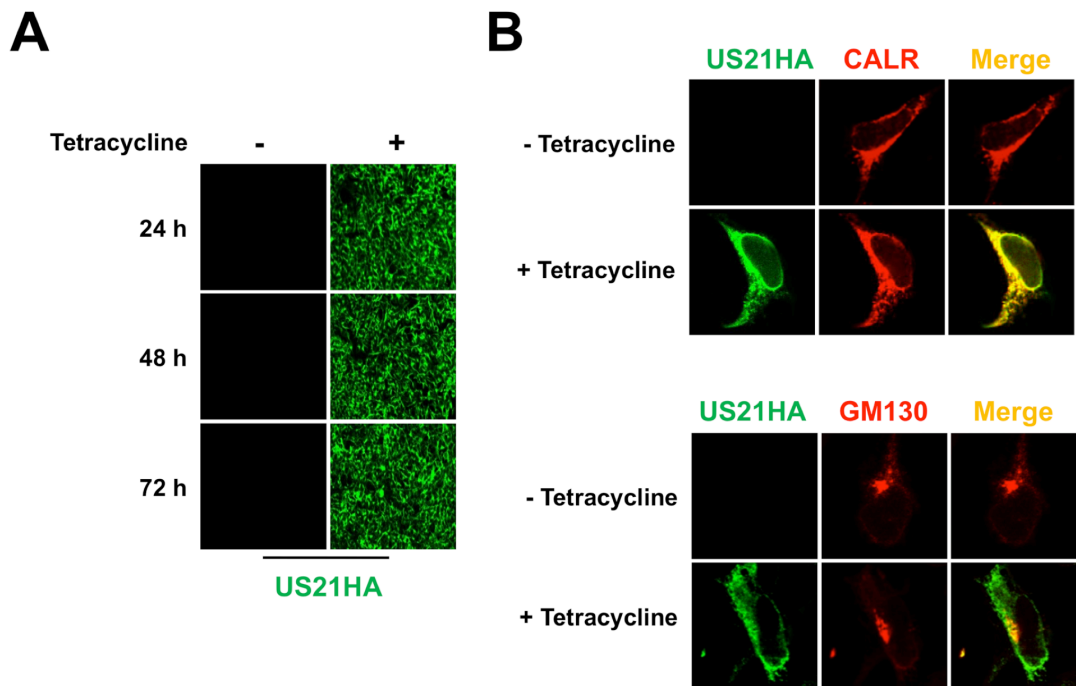 A
Tetracycline - +
24 h
48 h
72 h
US21HA
B
US21HA CALR Merge
- Tetracycline
+ Tetracycline
US21HA GM130 Merge
- Tetracycline
+ Tetracycline